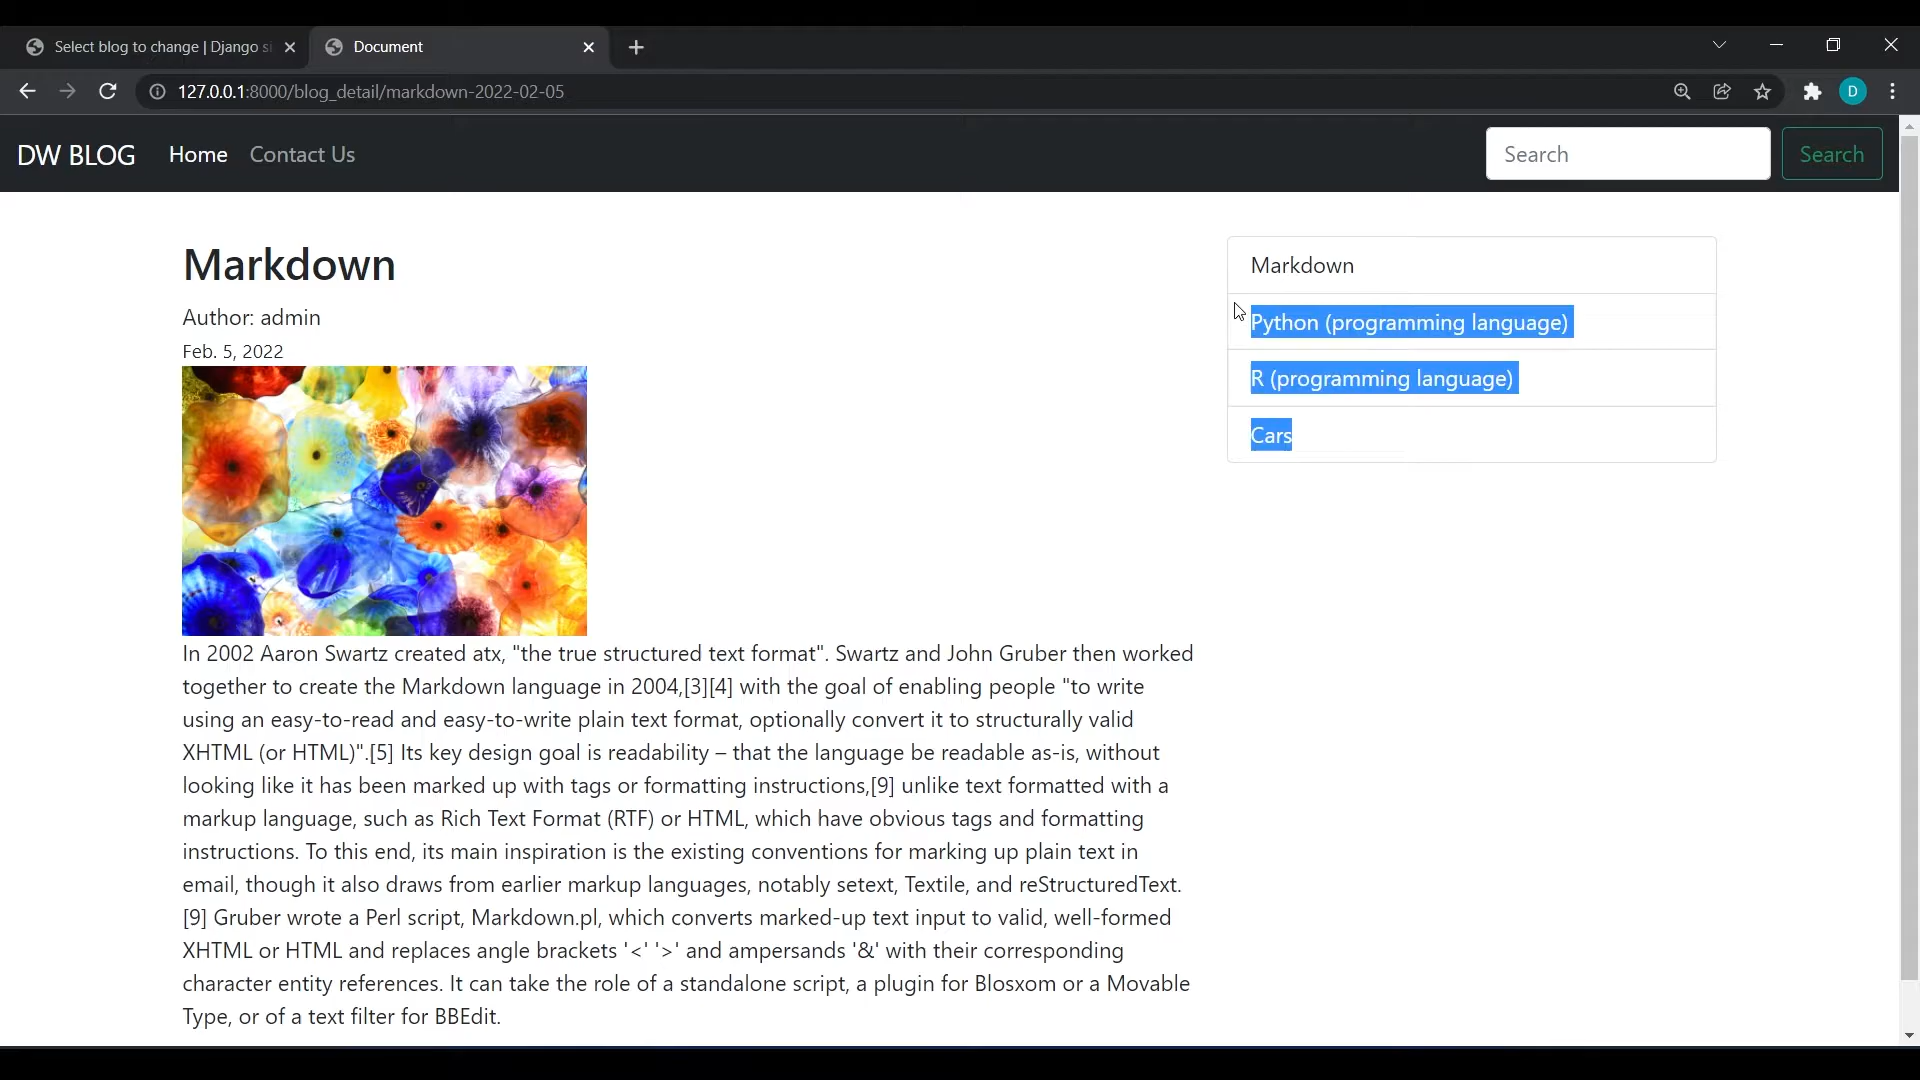 Select blog to change | Django si
Document
127.0.0.1:8000/blog_detail/markdown-2022-02-05
D
DW BLOG
Home
Contact Us
Search
Search
Markdown
Author: admin
Feb. 5, 2022
In 2002 Aaron Swartz created atx, "the true structured text format". Swartz and John Gruber then worked
together to create the Markdown language in 2004,[3][4] with the goal of enabling people "to write
using an easy-to-read and easy-to-write plain text format, optionally convert it to structurally valid
XHTML (or HTML)".[5] Its key design goal is readability – that the language be readable as-is, without
looking like it has been marked up with tags or formatting instructions,[9] unlike text formatted with a
markup language, such as Rich Text Format (RTF) or HTML, which have obvious tags and formatting
instructions. To this end, its main inspiration is the existing conventions for marking up plain text in
email, though it also draws from earlier markup languages, notably setext, Textile, and reStructuredText.
[9] Gruber wrote a Perl script, Markdown.pl, which converts marked-up text input to valid, well-formed
XHTML or HTML and replaces angle brackets '<' '>' and ampersands '&' with their corresponding
character entity references. It can take the role of a standalone script, a plugin for Blosxom or a Movable
Type, or of a text filter for BBEdit.
Markdown
Python (programming language)
R (programming language)
Cars